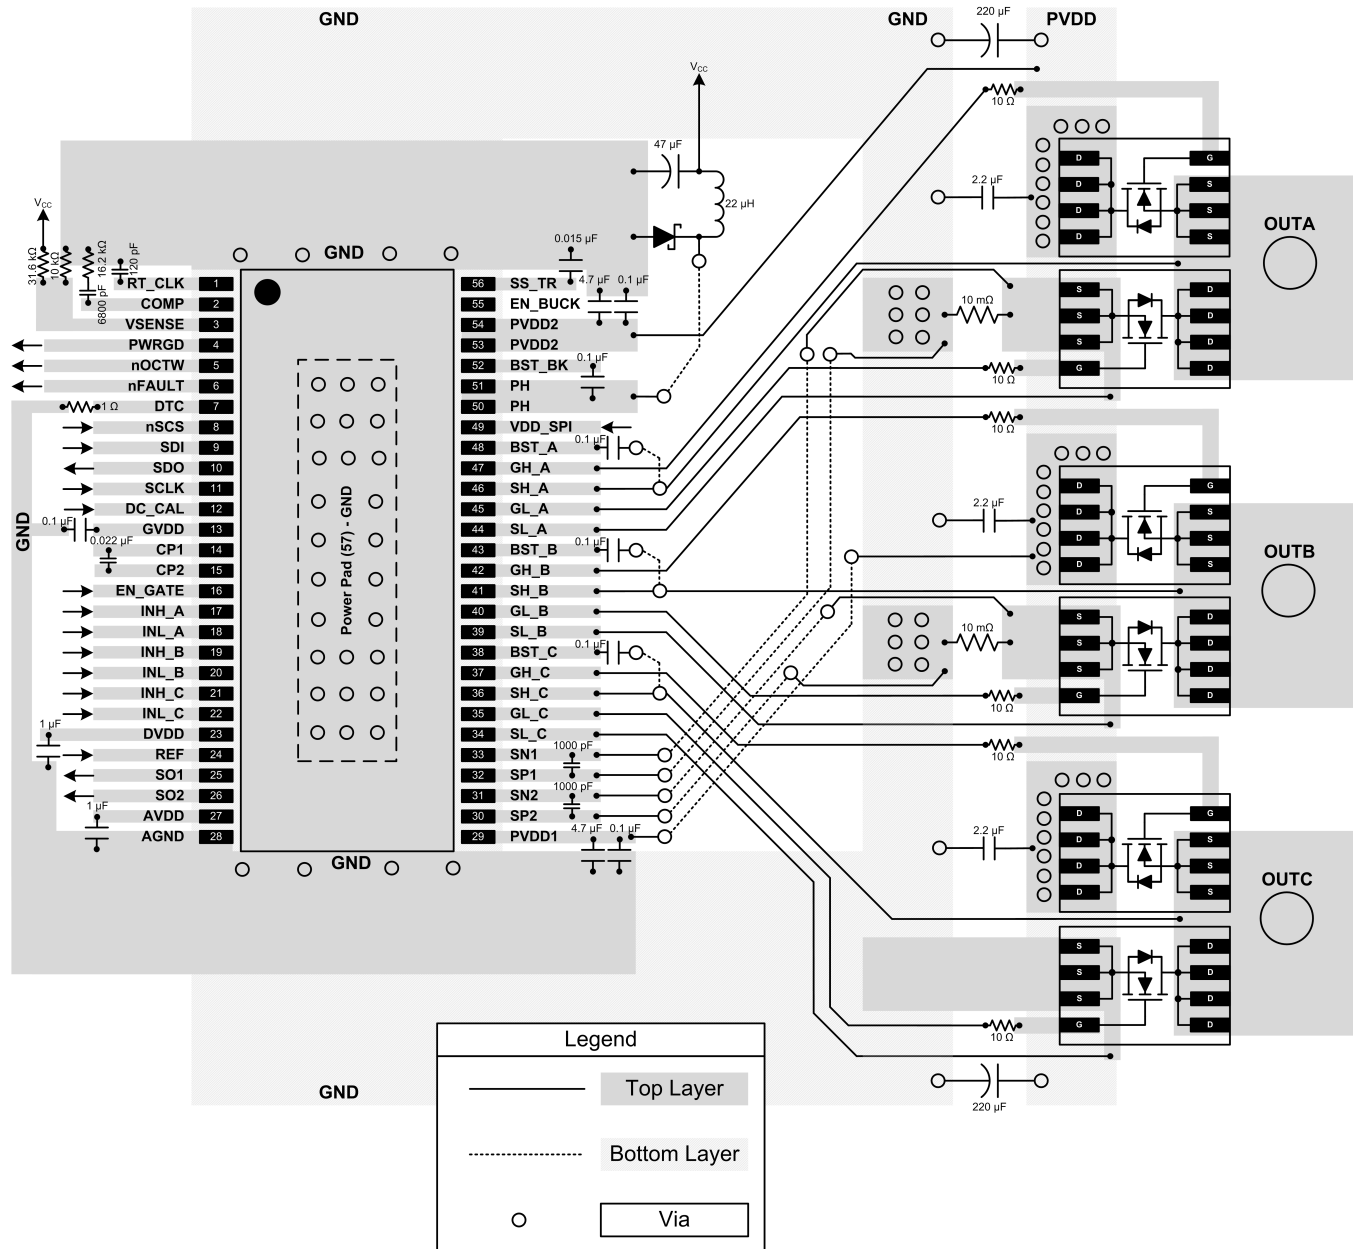 GND
GND
220 µF
PVDD
VCC
10 Ω
47 µF
22 µH
2.2 µF
D
D
D
D
G
S
S
S
OUTA
VCC
31.6 kΩ
10 kΩ
16.2 kΩ
6800 pF
120 pF
GND
0.015 µF
4.7 µF
0.1 µF
10 mΩ
S
S
S
G
D
D
D
D
10 Ω
RT_CLK 1
COMP 2
VSENSE 3
PWRGD 4
nOCTW 5
nFAULT 6
1 Ω
DTC 7
nSCS 8
SDI 9
SDO 10
SCLK 11
DC_CAL 12
GND
0.1 µF
GVDD 13
0.022 µF
CP1 14
CP2 15
EN_GATE 16
INH_A 17
INL_A 18
INH_B 19
INL_B 20
INH_C 21
INL_C 22
1 µF
DVDD 23
REF 24
SO1 25
SO2 26
1 µF
AVDD 27
AGND 28
Power Pad (57) - GND
56 SS_TR
55 EN_BUCK
54 PVDD2
53 PVDD2
0.1 µF
52 BST_BK
51 PH
50 PH
49 VDD_SPI
48 BST_A
0.1 µF
47 GH_A
46 SH_A
45 GL_A
44 SL_A
43 BST_B
0.1 µF
42 GH_B
41 SH_B
40 GL_B
39 SL_B
38 BST_C
0.1 µF
37 GH_C
36 SH_C
35 GL_C
34 SL_C
33 SN1
1000 pF
32 SP1
31 SN2
1000 pF
30 SP2
29 PVDD1
4.7 µF
0.1 µF
GND
10 Ω
2.2 µF
D
D
D
D
G
S
S
S
OUTB
10 mΩ
S
S
S
G
D
D
D
D
10 Ω
10 Ω
2.2 µF
D
D
D
D
G
S
S
S
OUTC
S
S
S
G
D
D
D
D
10 Ω
220 µF
GND
Legend
Top Layer
Bottom Layer
Via